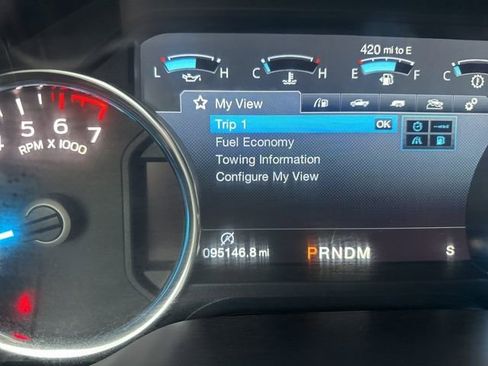 420 mi to E
L H C H E F C
My View
Trip 1 OK
Fuel Economy
Towing Information
Configure My View
4 5 6 7
RPM X 1000
095146.8 mi
PRNDM S